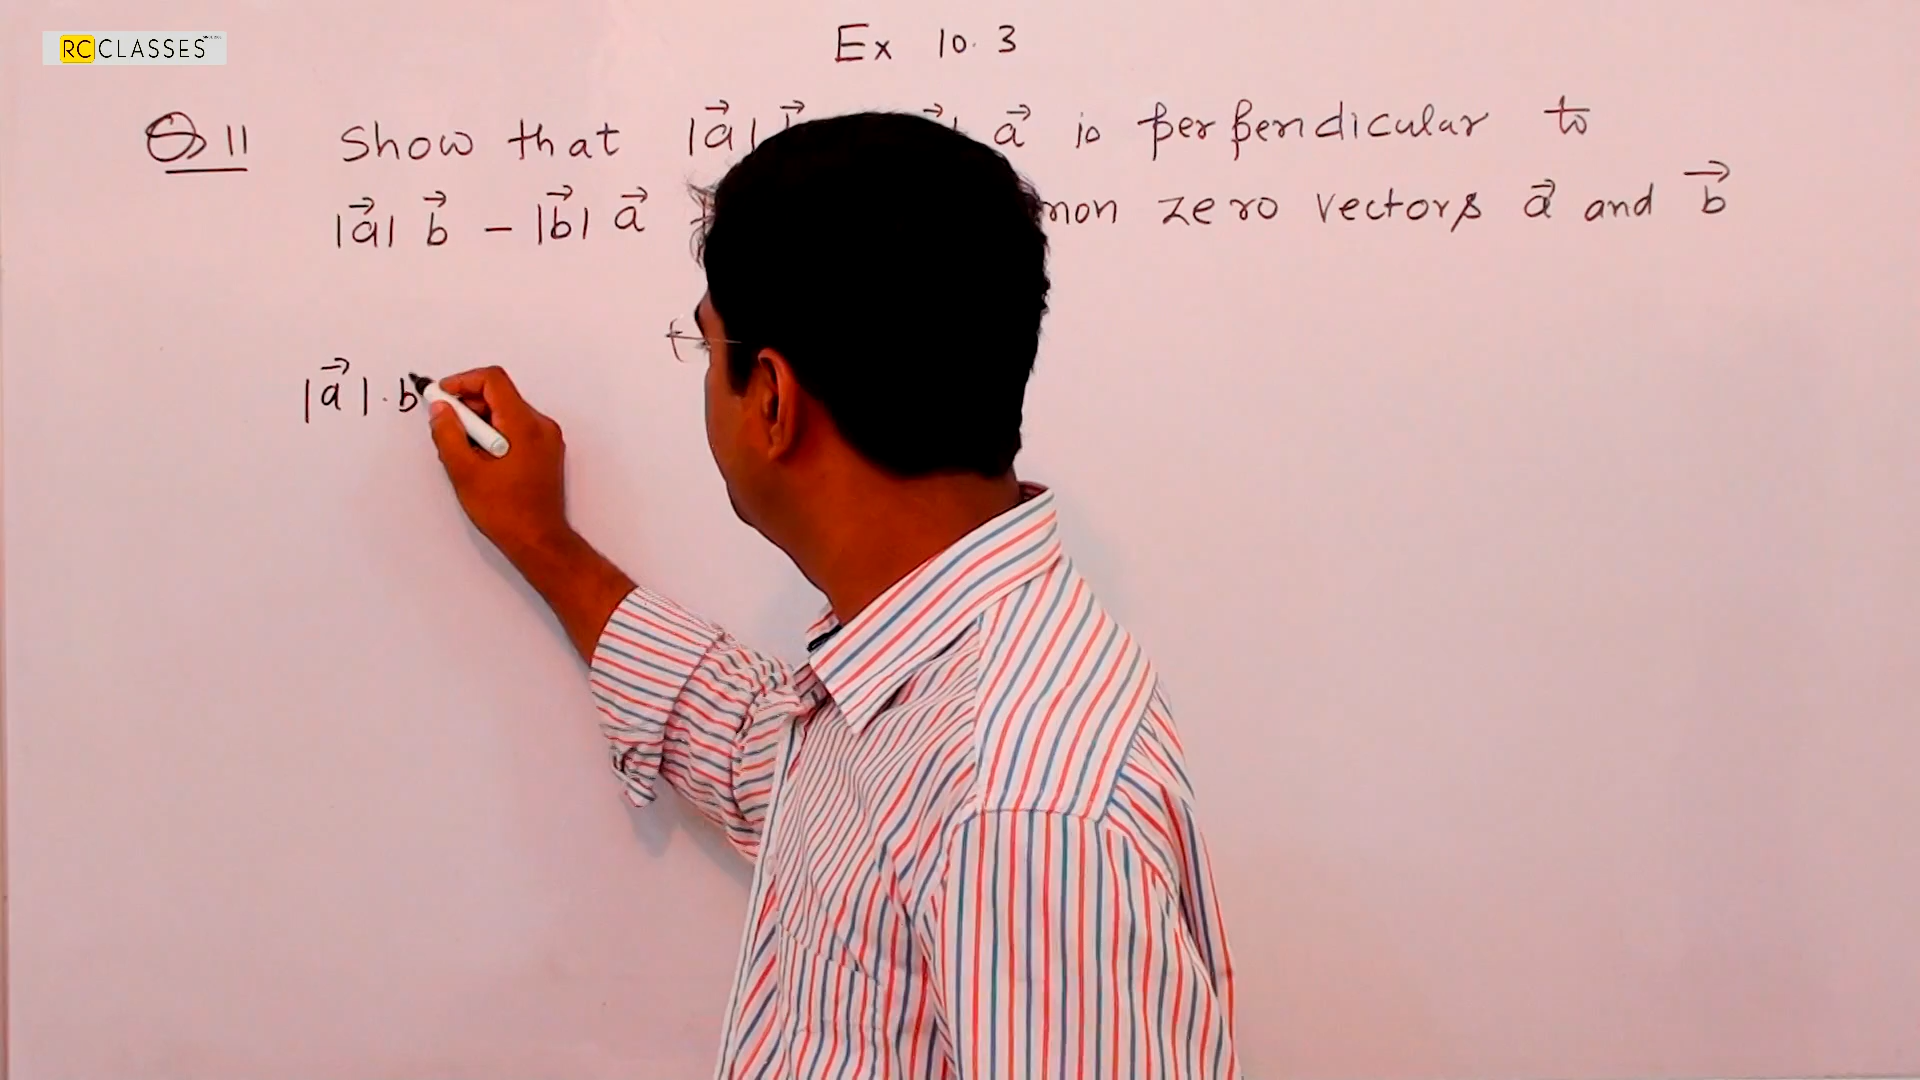 RC CLASSES
Ex 10.3
Q 11 Show that |a⃗| a⃗ is perpendicular to
|a⃗| b⃗ - |b⃗| a⃗ non zero vectors a⃗ and b⃗
|a⃗|. b